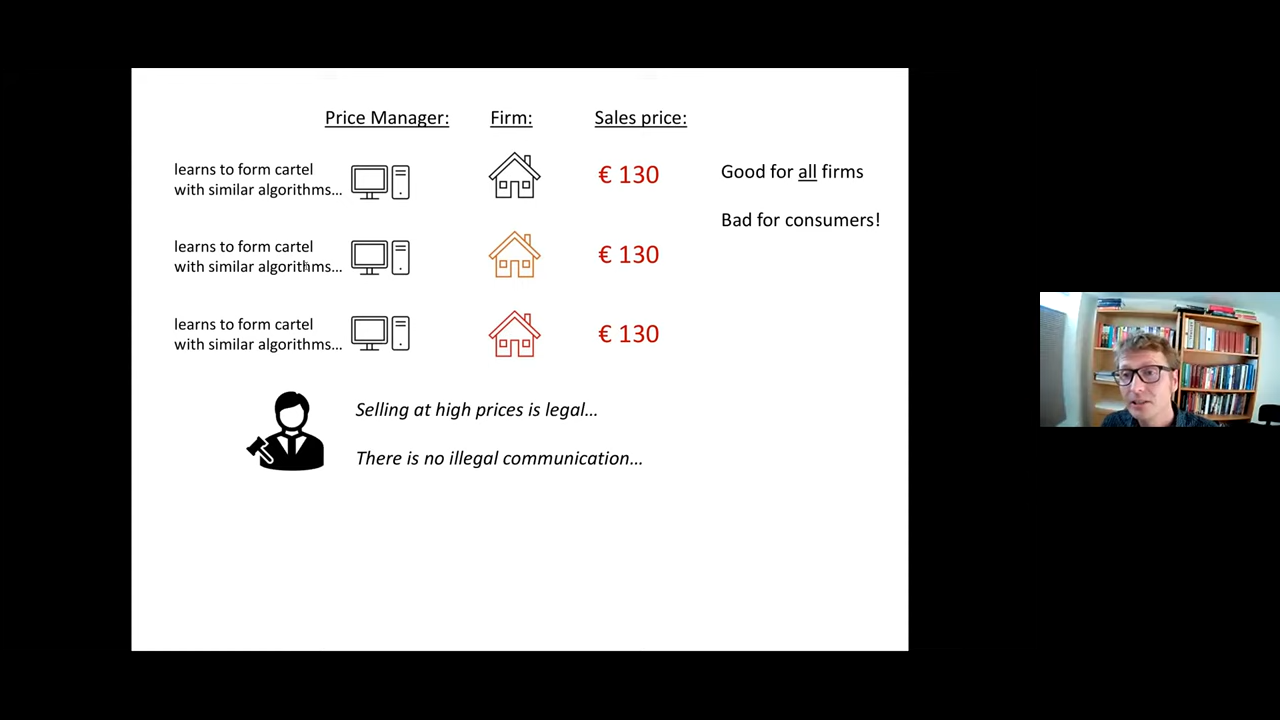 Price Manager: Firm: Sales price:
learns to form cartel
with similar algorithms...
€ 130
Good for all firms
Bad for consumers!
learns to form cartel
with similar algorithms...
€ 130
learns to form cartel
with similar algorithms...
€ 130
Selling at high prices is legal...
There is no illegal communication...